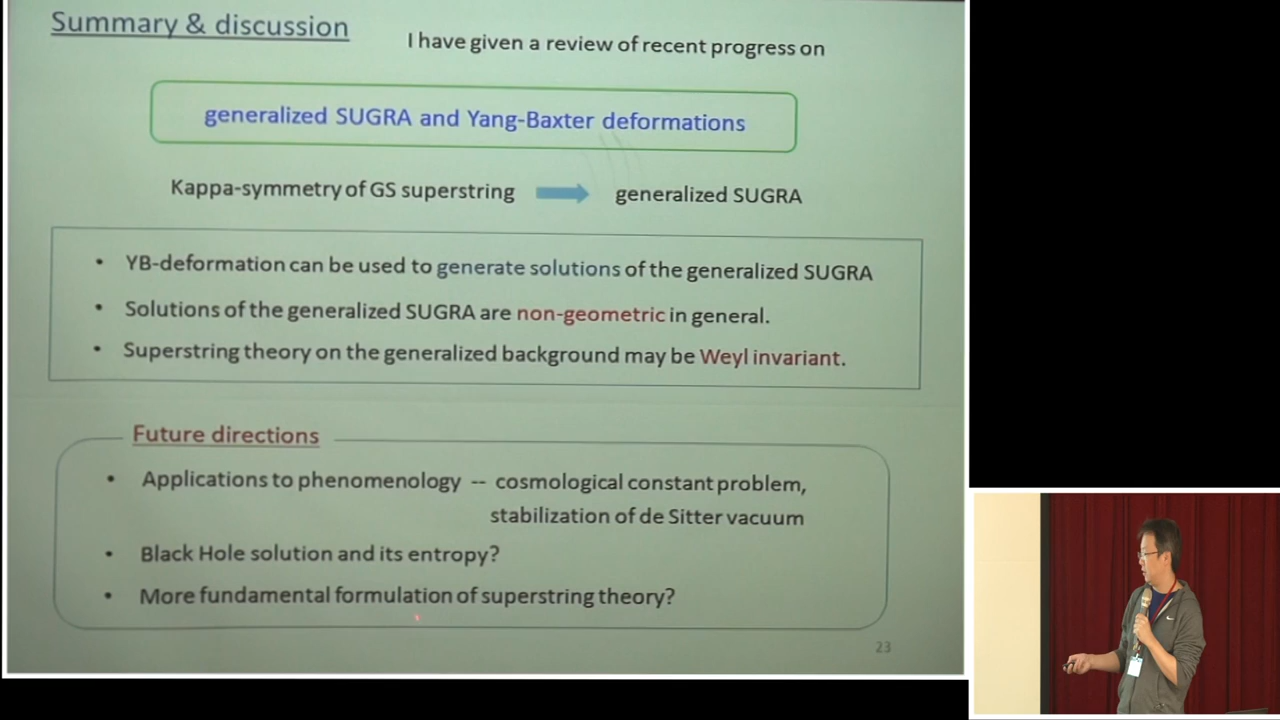 Summary & discussion
I have given a review of recent progress on
generalized SUGRA and Yang-Baxter deformations
Kappa-symmetry of GS superstring generalized SUGRA
• YB-deformation can be used to generate solutions of the generalized SUGRA
• Solutions of the generalized SUGRA are non-geometric in general.
• Superstring theory on the generalized background may be Weyl invariant.
Future directions
• Applications to phenomenology -- cosmological constant problem,
stabilization of de Sitter vacuum
• Black Hole solution and its entropy?
• More fundamental formulation of superstring theory?
23